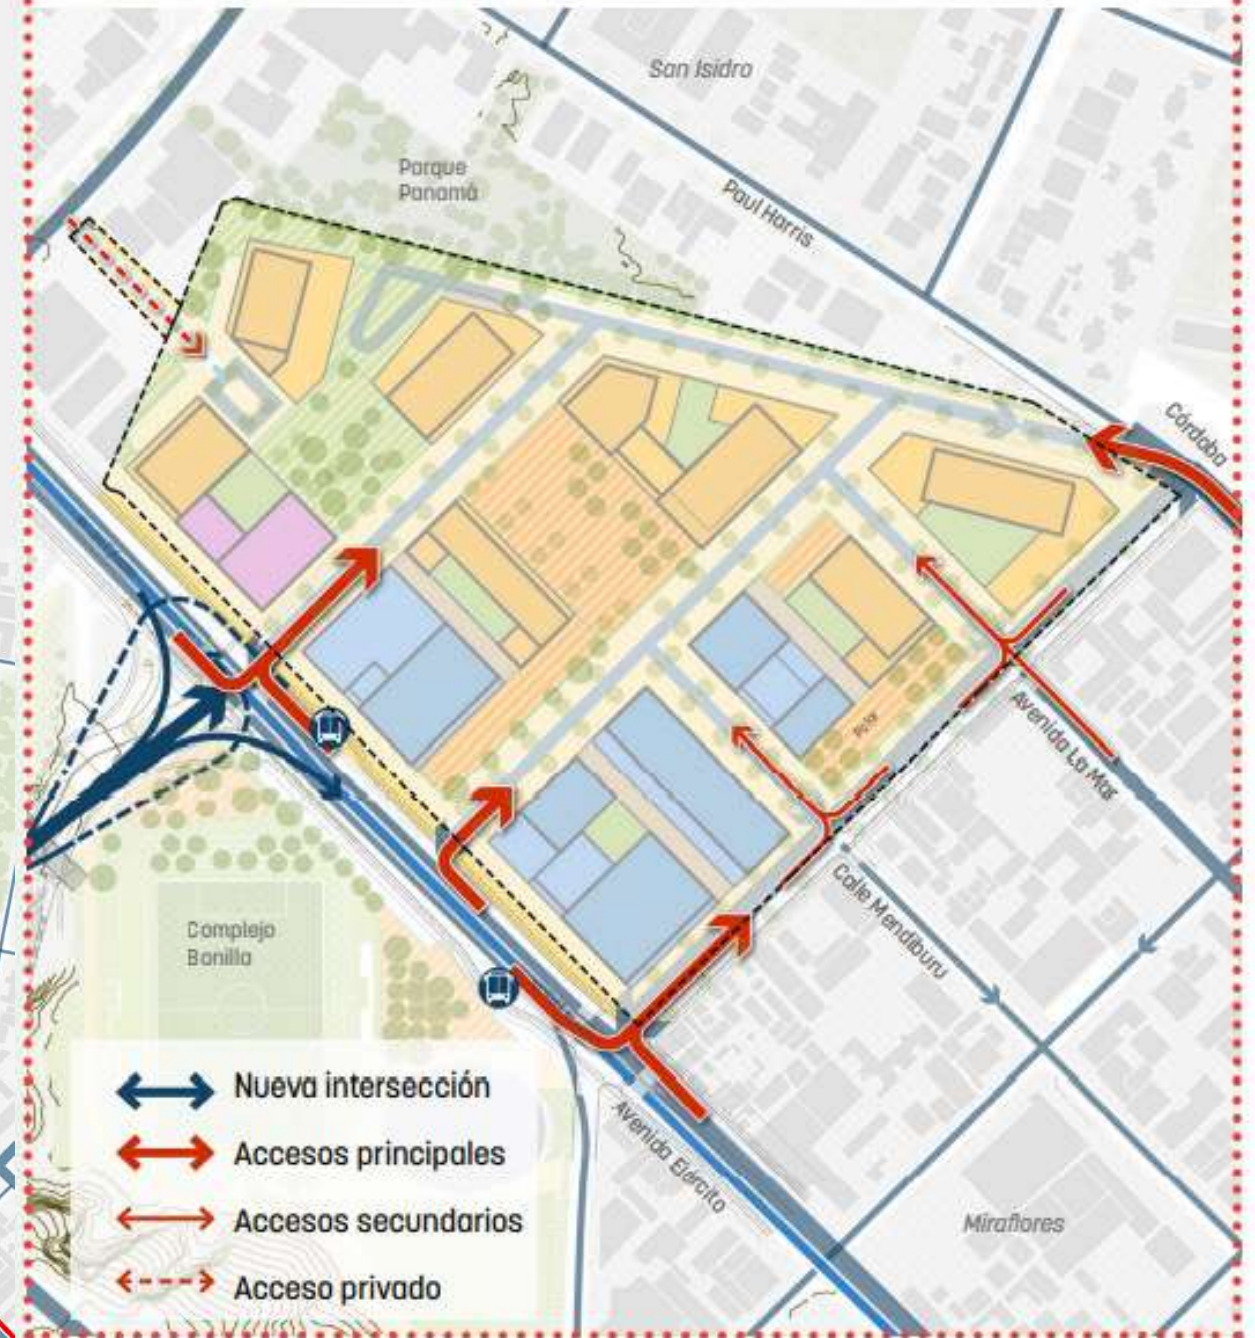 San Isidro
Parque
Panamá
Paul Harris
Córdoba
Avenida La Mar
Calle Mendiburu
Complejo
Bonilla
Avenida Ejército
Miraflores
Nueva intersección
Accesos principales
Accesos secundarios
Acceso privado